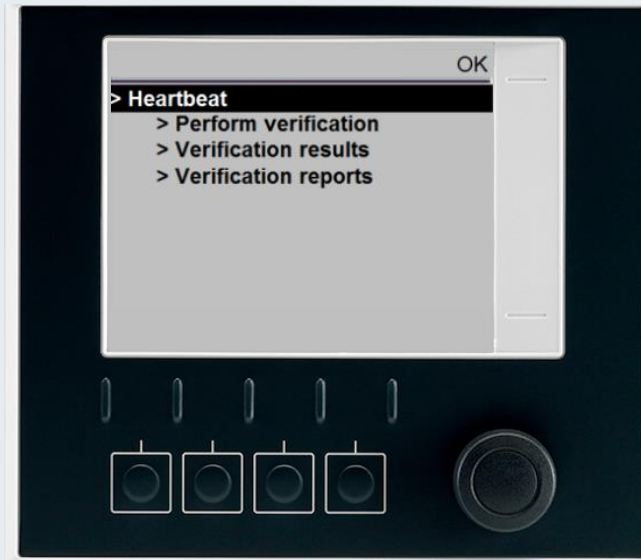 OK
> Heartbeat
> Perform verification
> Verification results
> Verification reports